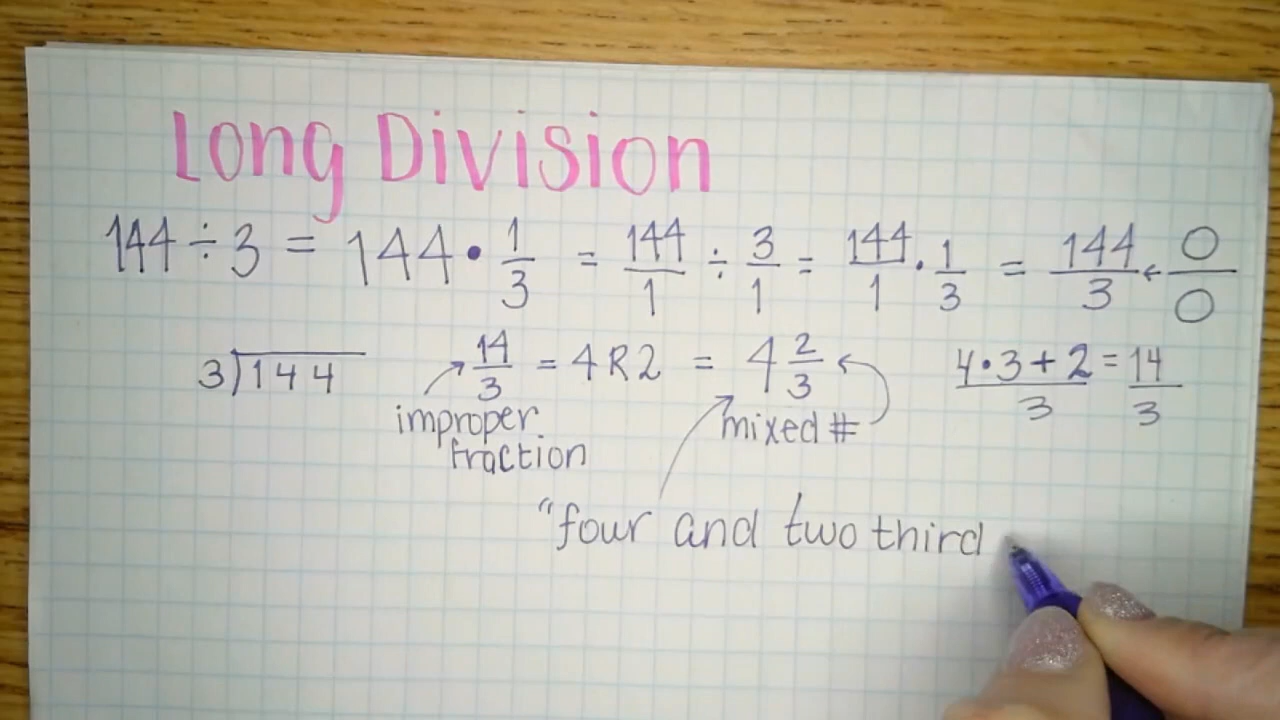 Long Division
144 ÷ 3 = 144 • 1/3 = 144/1 ÷ 3/1 = 144/1 • 1/3 = 144/3 ← 0/0
3)144 14/3 = 4 R 2 = 4 2/3 4•3+2/3 = 14/3
improper fraction
mixed #
"four and two third